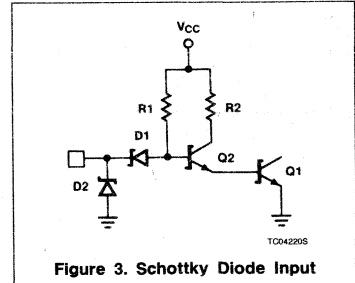 VCC
R1
R2
D1
Q2
Q1
D2
TC04220S
Figure 3. Schottky Diode Input